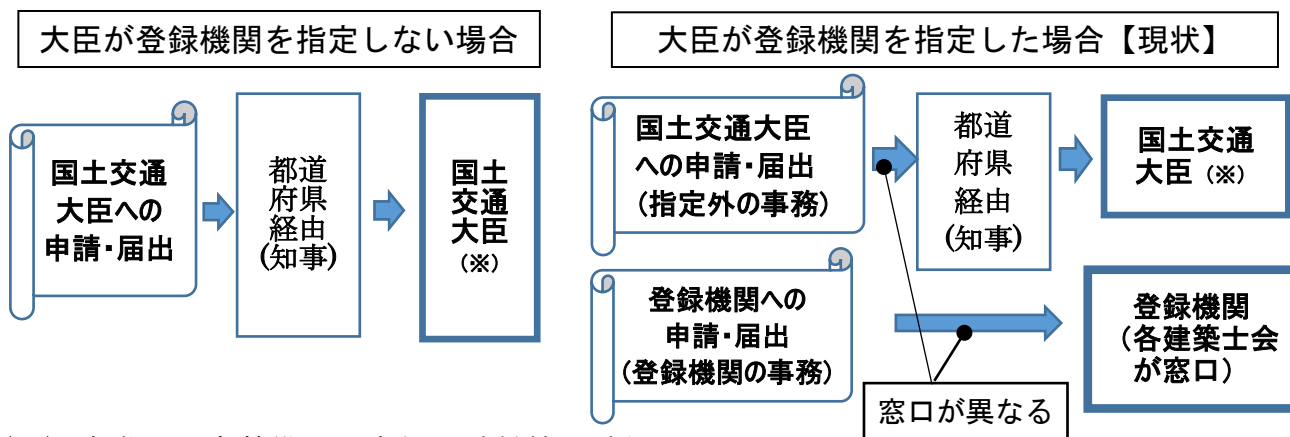 大臣が登録機関を指定しない場合
国土交通
大臣への
申請・届出
都道
府県
経由
(知事)
国土
交通
大臣
(※)
大臣が登録機関を指定した場合【現状】
国土交通大臣
への申請・届出
(指定外の事務)
都道
府県
経由
(知事)
国土交通
大臣(※)
登録機関への
申請・届出
(登録機関の事務)
登録機関
(各建築士会
が窓口)
窓口が異なる